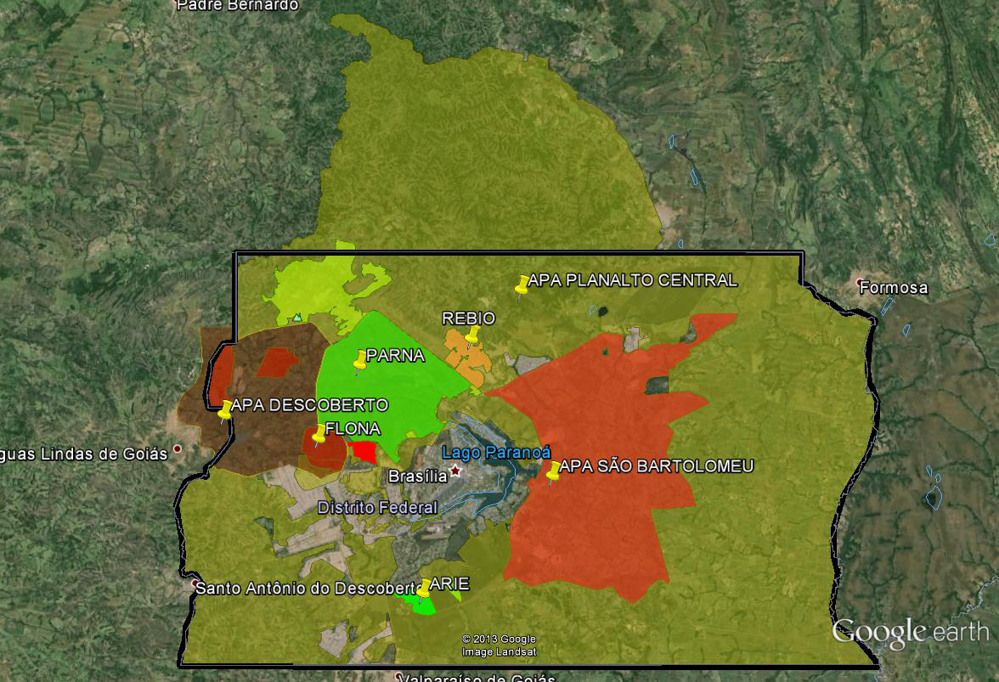 Padre Bernardo
APA PLANALTO CENTRAL
Formosa
REBIO
PARNA
APA DESCOBERTO
FLONA
guas Lindas de Goiás
Lago Paranoá
APA SÃO BARTOLOMEU
Brasília
Distrito Federal
Santo Antônio do Descoberto
ARIE
© 2013 Google
Image Landsat
Google earth
Valparaíso de Goiás